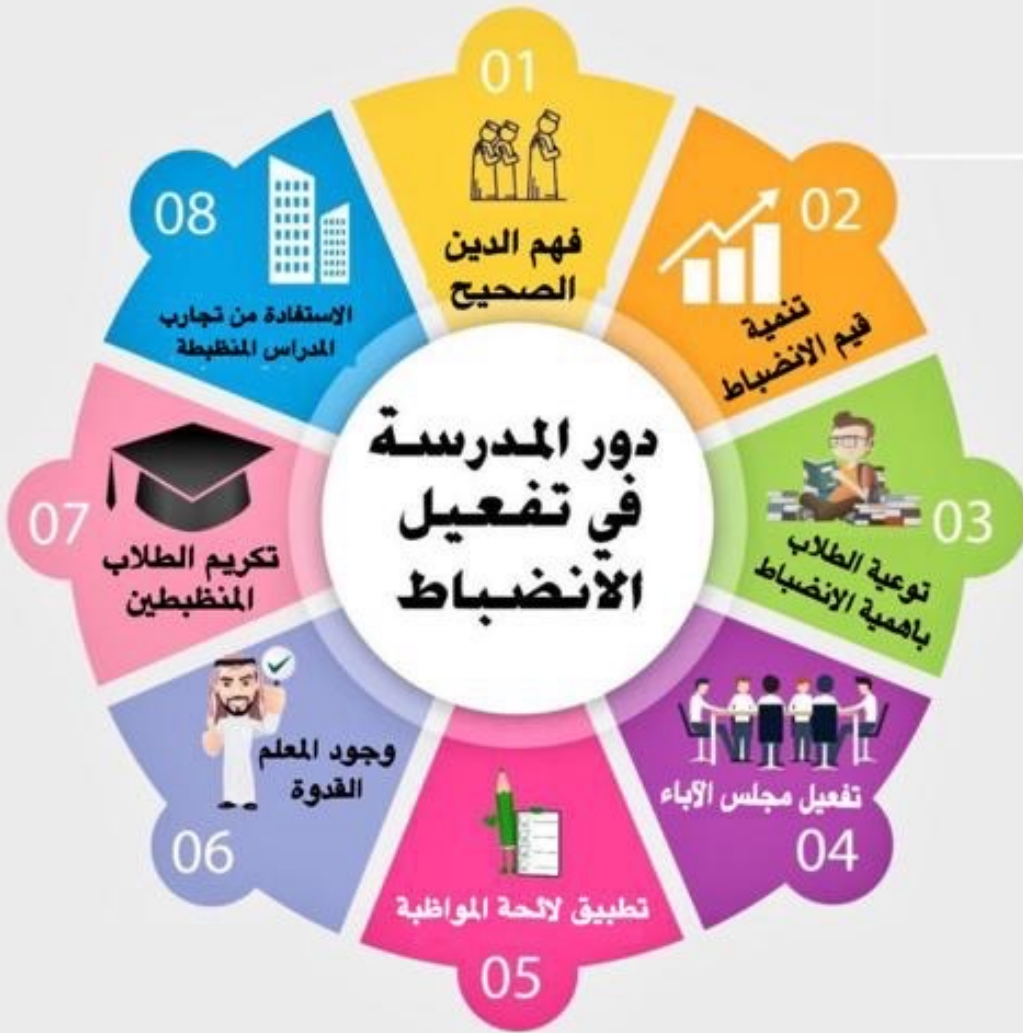 دور المدرسة
في تفعيل
الانضباط
01
فهم الدين
الصحيح
02
تنمية
قيم الانضباط
03
توعية الطلاب
باهمية الانضباط
04
تفعيل مجلس الآباء
05
تطبيق لائحة المواظبة
06
وجود المعلم
القدوة
07
تكريم الطلاب
المنظبطين
08
الاستفادة من تجارب
المدراس المنظبطة